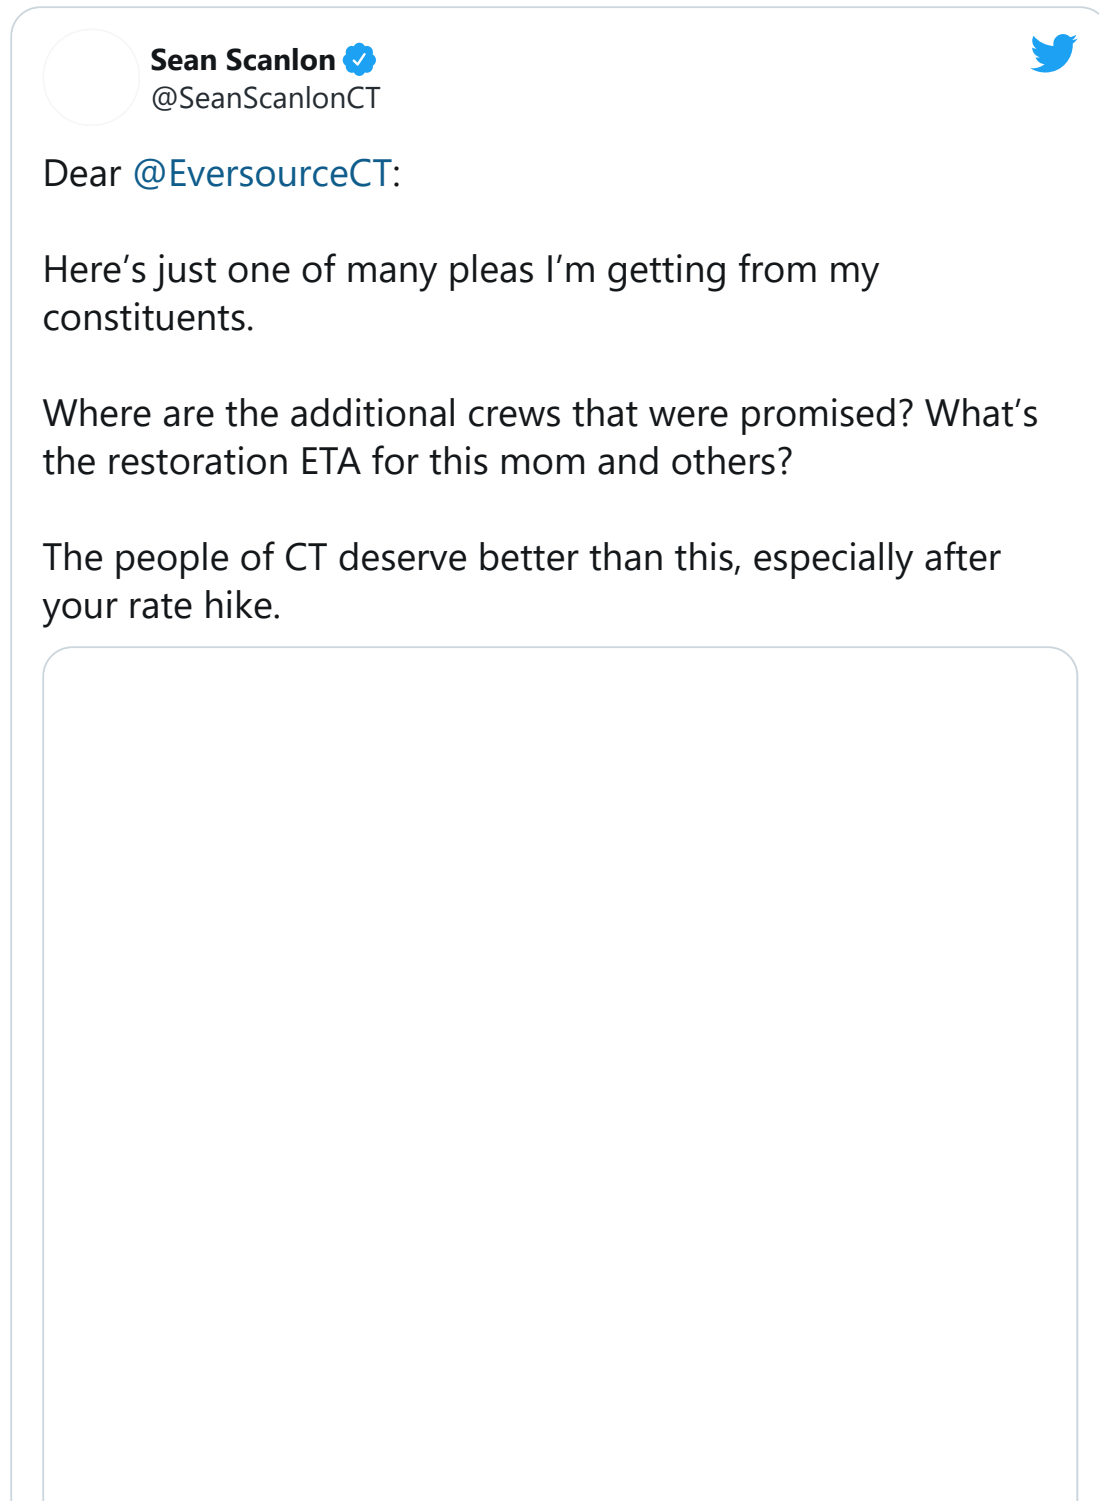 Sean Scanlon
@SeanScanlonCT
Dear @EversourceCT:
Here’s just one of many pleas I’m getting from my
constituents.
Where are the additional crews that were promised? What’s
the restoration ETA for this mom and others?
The people of CT deserve better than this, especially after
your rate hike.